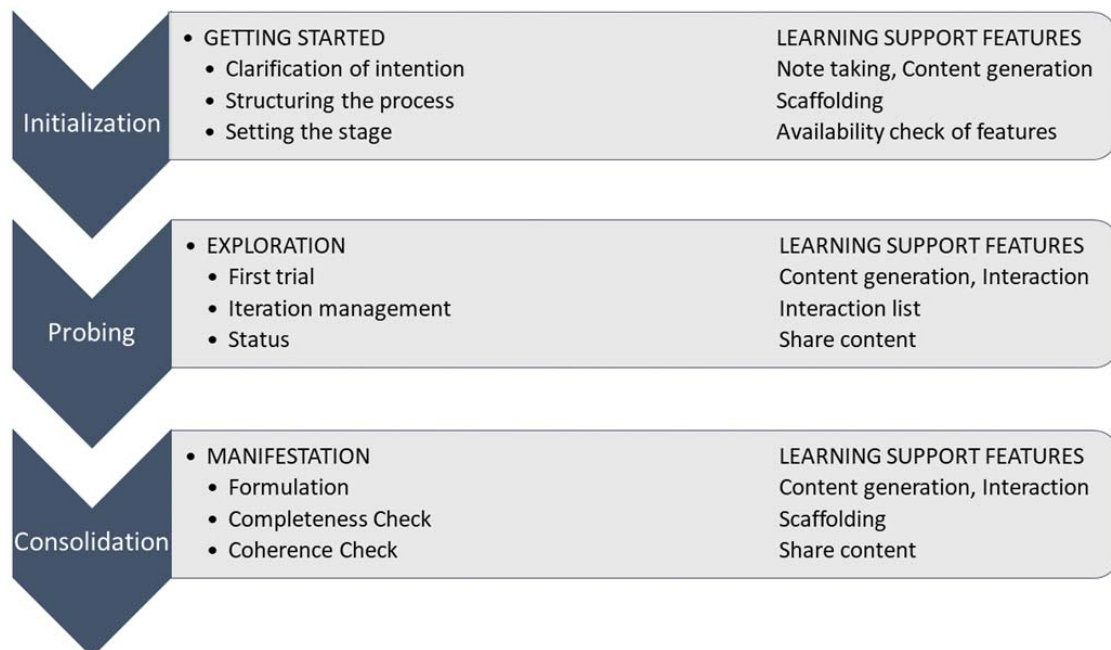 Initialization
• GETTING STARTED LEARNING SUPPORT FEATURES
• Clarification of intention Note taking, Content generation
• Structuring the process Scaffolding
• Setting the stage Availability check of features
Probing
• EXPLORATION LEARNING SUPPORT FEATURES
• First trial Content generation, Interaction
• Iteration management Interaction list
• Status Share content
Consolidation
• MANIFESTATION LEARNING SUPPORT FEATURES
• Formulation Content generation, Interaction
• Completeness Check Scaffolding
• Coherence Check Share content